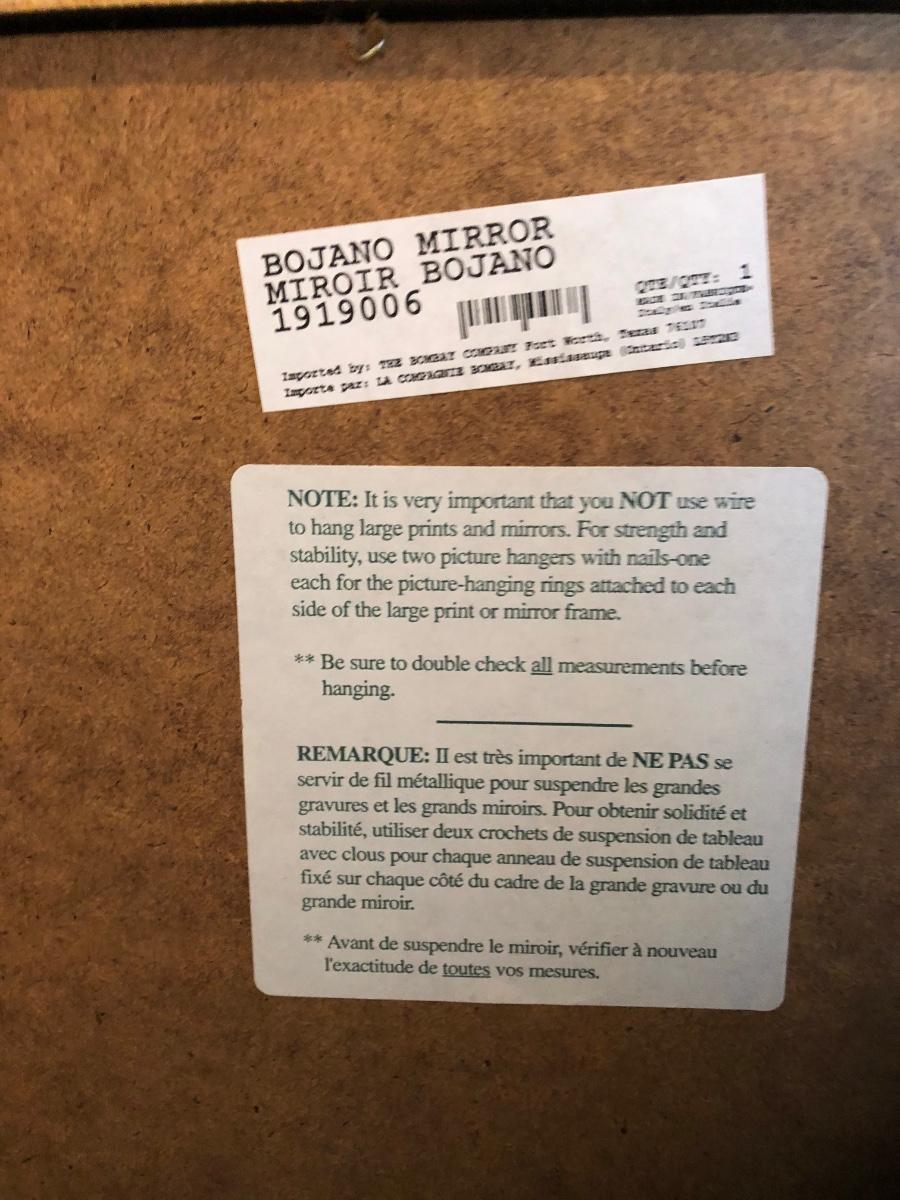 BOJANO MIRROR
MIROIR BOJANO
1919006
QTE/QTY: 1
Italy/en Italie
Imported by: THE BOMBAY COMPANY Fort Worth, Texas 76137
Importe par: LA COMPAGNIE BOMBAY, Mississauga (Ontario)
NOTE: It is very important that you NOT use wire
to hang large prints and mirrors. For strength and
stability, use two picture hangers with nails-one
each for the picture-hanging rings attached to each
side of the large print or mirror frame.
** Be sure to double check all measurements before
hanging.
REMARQUE: Il est très important de NE PAS se
servir de fil métallique pour suspendre les grandes
gravures et les grands miroirs. Pour obtenir solidité et
stabilité, utiliser deux crochets de suspension de tableau
avec clous pour chaque anneau de suspension de tableau
fixé sur chaque côté du cadre de la grande gravure ou du
grande miroir.
** Avant de suspendre le miroir, vérifier à nouveau
l'exactitude de toutes vos mesures.